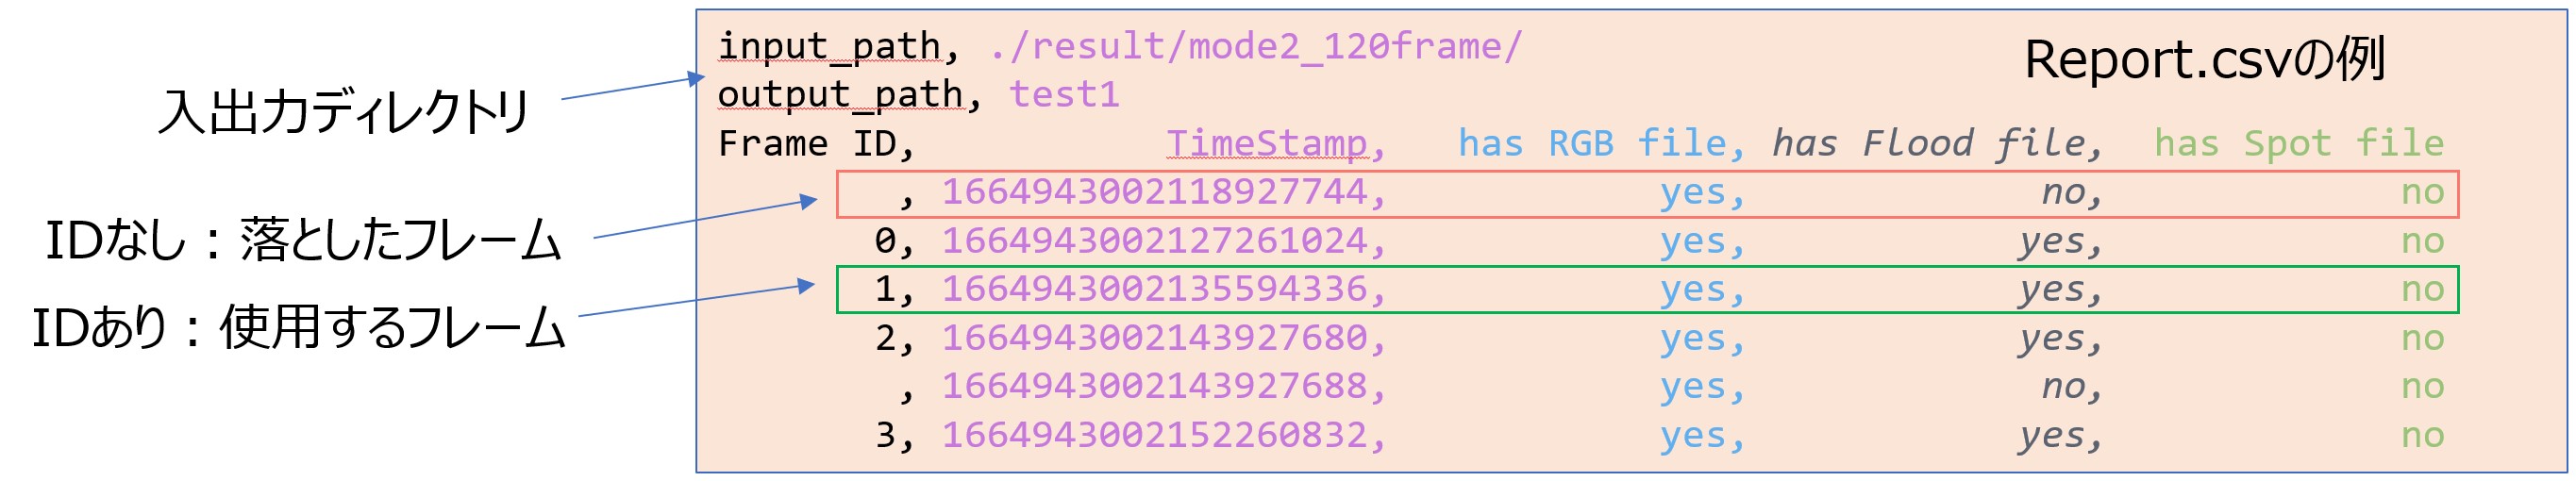 Report.csvの例
入出力ディレクトリ
IDなし：落としたフレーム
IDあり：使用するフレーム
input_path, ./result/mode2_120frame/
output_path, test1
Frame ID, TimeStamp, has RGB file, has Flood file, has Spot file
, 1664943002118927744, yes, no, no
0, 1664943002127261024, yes, yes, no
1, 1664943002135594336, yes, yes, no
2, 1664943002143927680, yes, yes, no
, 1664943002143927688, yes, no, no
3, 1664943002152260832, yes, yes, no